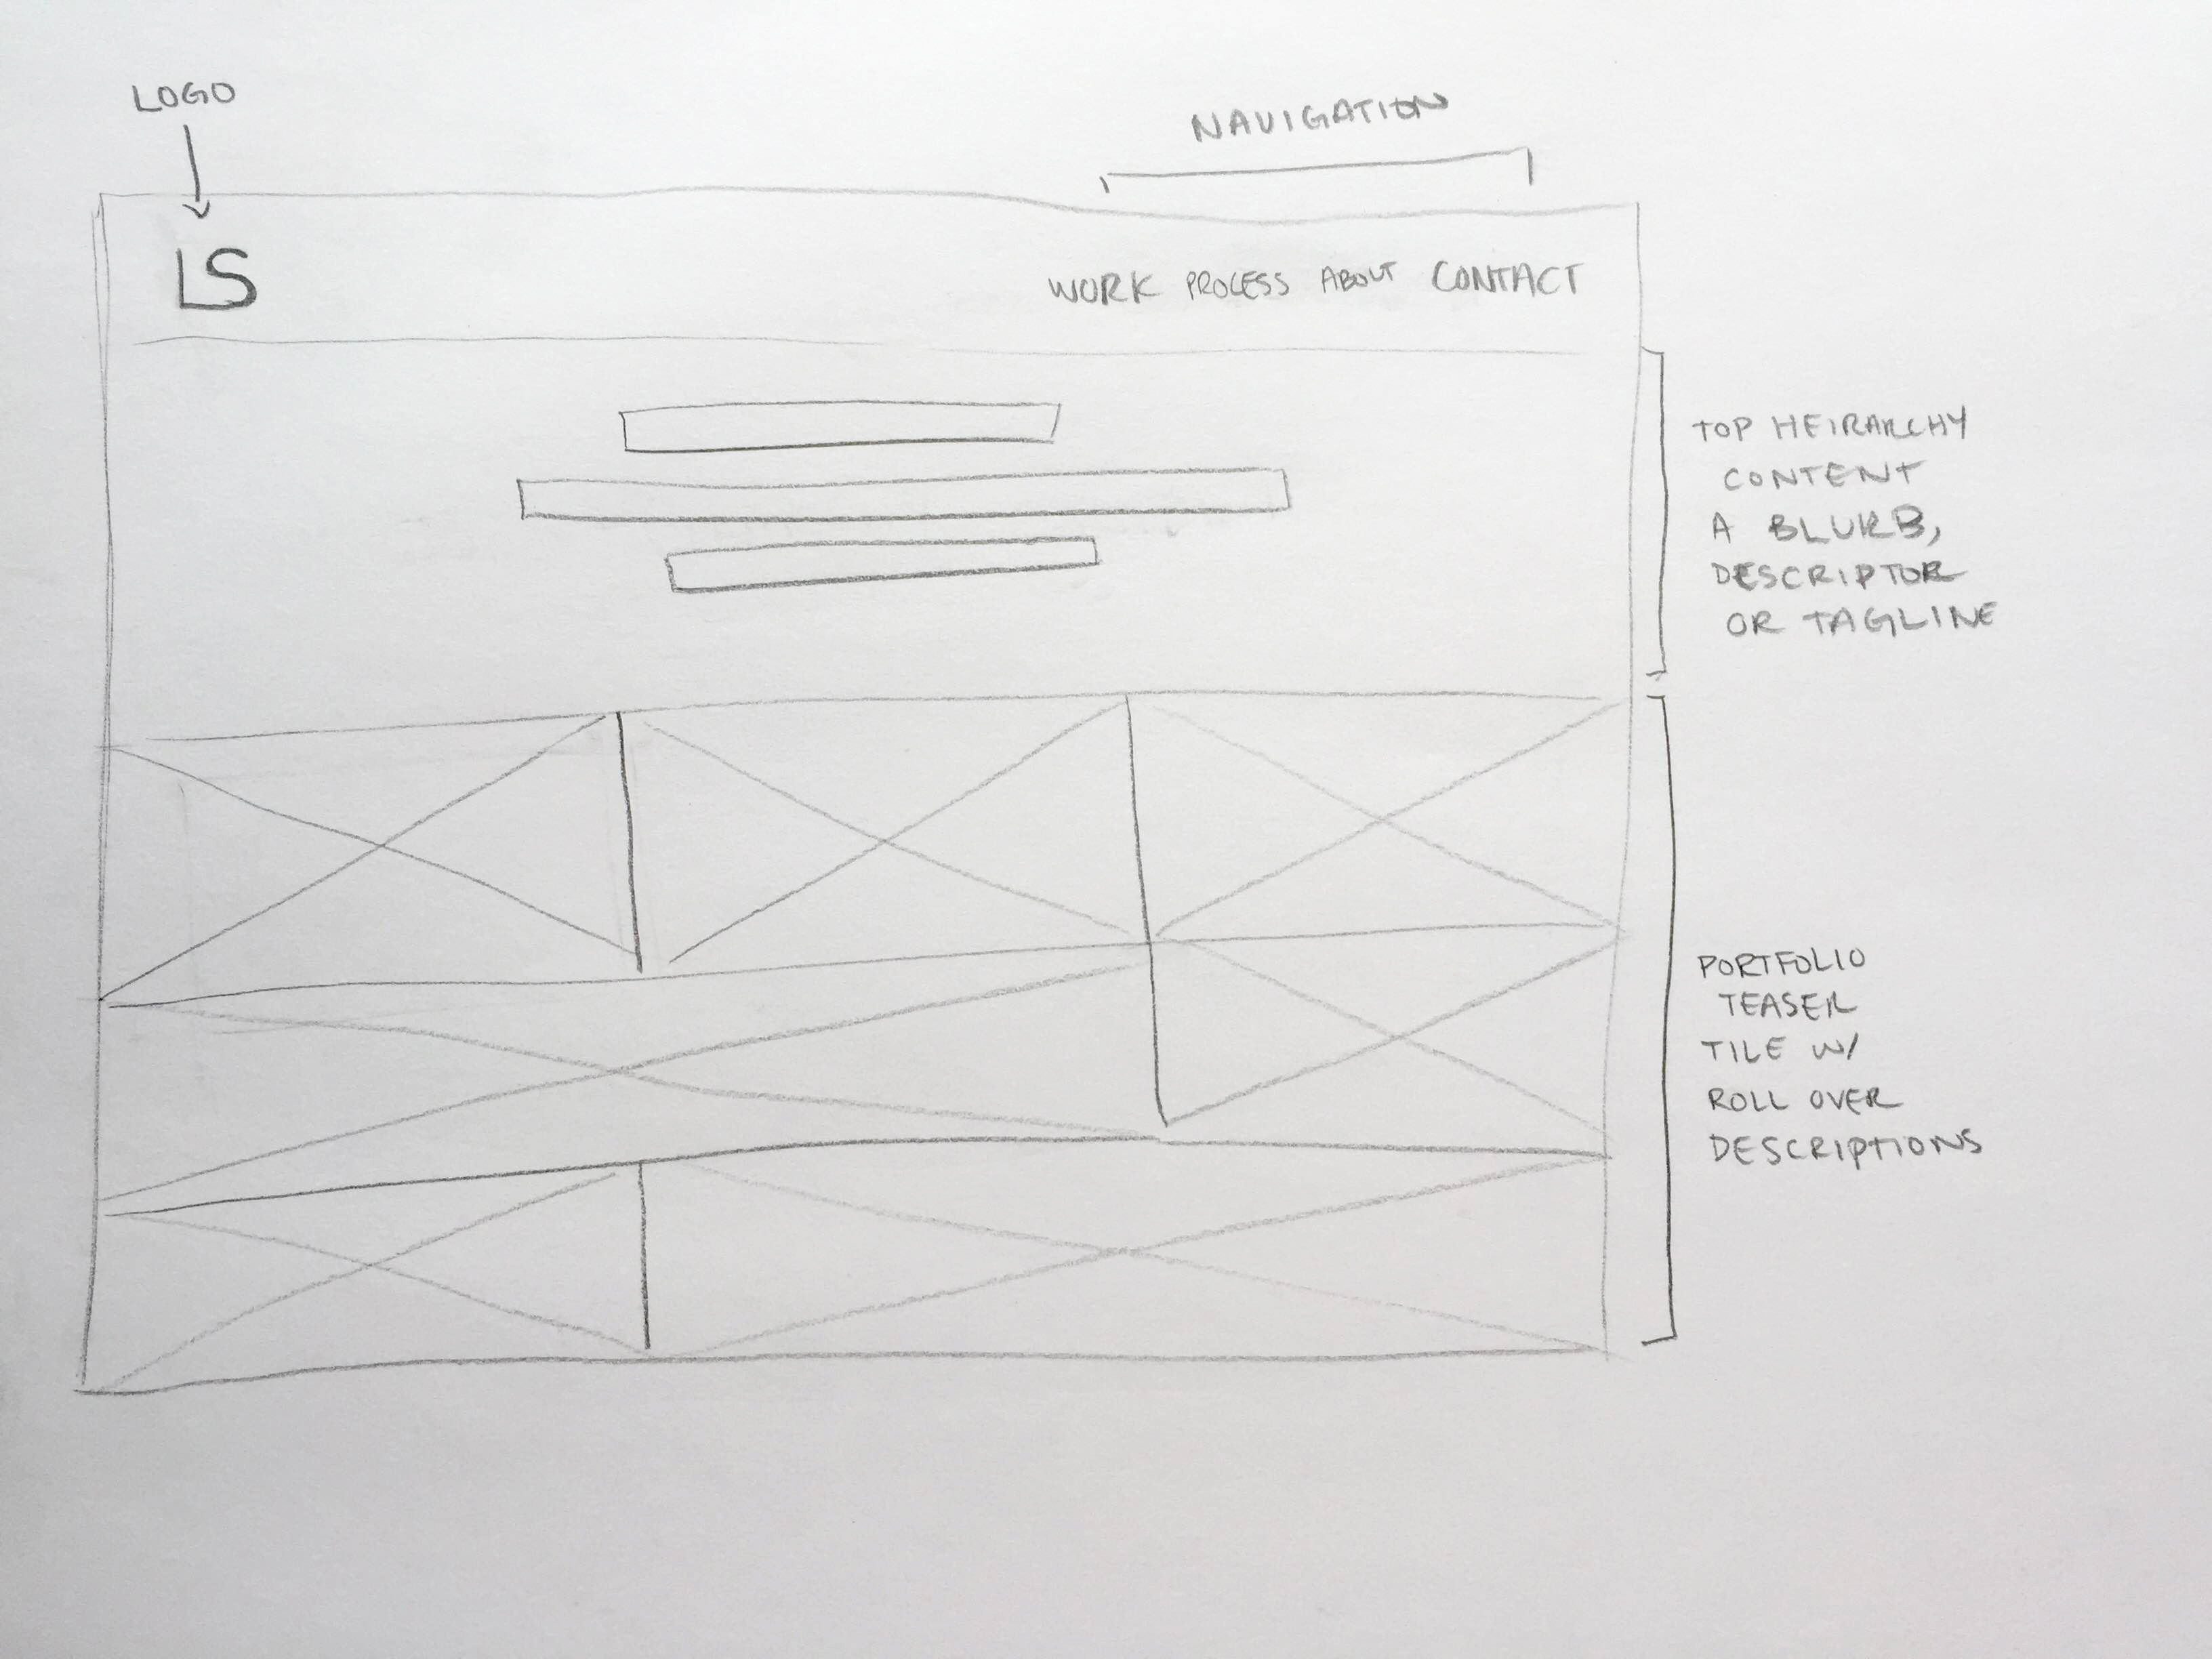 LOGO
NAVIGATION
LS
WORK PROCESS ABOUT CONTACT
TOP HEIRARCHY
CONTENT
A BLURB,
DESCRIPTOR
OR TAGLINE
PORTFOLIO
TEASER
TILE W/
ROLL OVER
DESCRIPTIONS